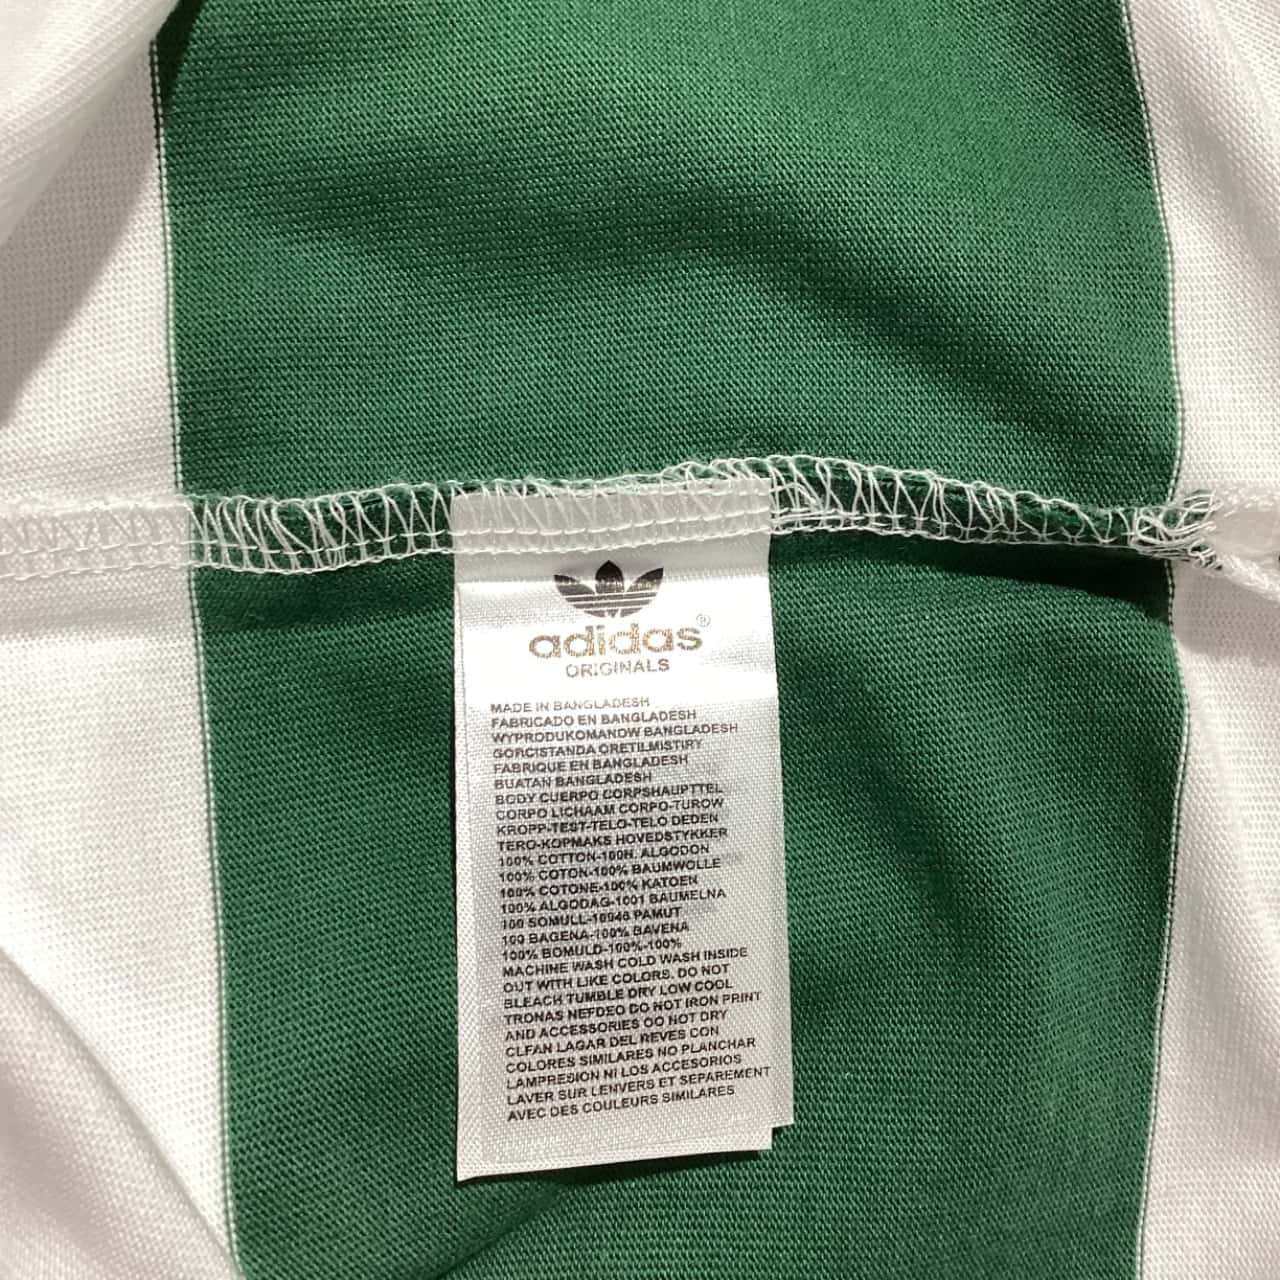 adidas®
ORIGINALS
MADE IN BANGLADESH
FABRICADO EN BANGLADESH
WYPRODUKOMANDW BANGLADESH
GORCISTANDA ORETILMISTIRY
FABRIQUE EN BANGLADESH
BUATAN BANGLADESH
BODY CUERPO CORPSHAUPTTEL
CORPO LICHAAM CORPO-TUROW
KROPP-TEST-TELO-TELO DEDEN
TERO-KOPMAKS HOVEDSTYKKER
100% COTTON-100H. ALGODON
100% COTON-100% BAUMWOLLE
100% COTONE-100% KATOEN
100% ALGODAG-1001 BAUMELNA
100 SOMULL-10046 PAMUT
100 BAGENA-100% BAVENA
100% BOMULD-100%-100%
MACHINE WASH COLD WASH INSIDE
OUT WITH LIKE COLORS. DO NOT
BLEACH TUMBLE DRY LOW COOL
TRONAS NEFDEO DO NOT IRON PRINT
AND ACCESSORIES OO NOT DRY
CLFAN LAGAR DEL REVES CON
COLORES SIMILARES NO PLANCHAR
LAMPRESION NI LOS ACCESORIOS
LAVER SUR LENVERS ET SEPAREMENT
AVEC DES COULEURS SIMILARES